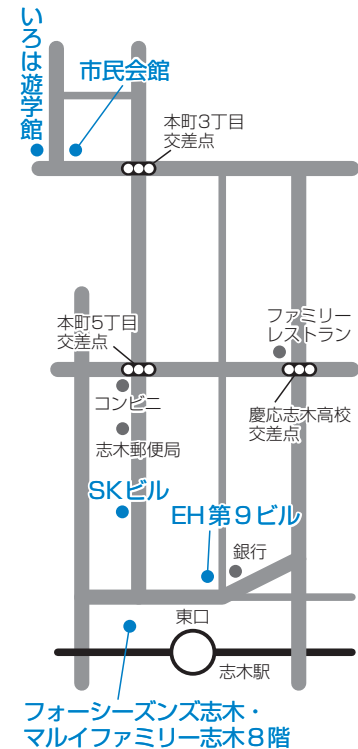 いろは遊学館
市民会館
本町3丁目
交差点
本町5丁目
交差点
ファミリー
レストラン
コンビニ
慶応志木高校
交差点
志木郵便局
SKビル
EH第9ビル
銀行
東口
志木駅
フォーシーズンズ志木・
マルイファミリー志木8階